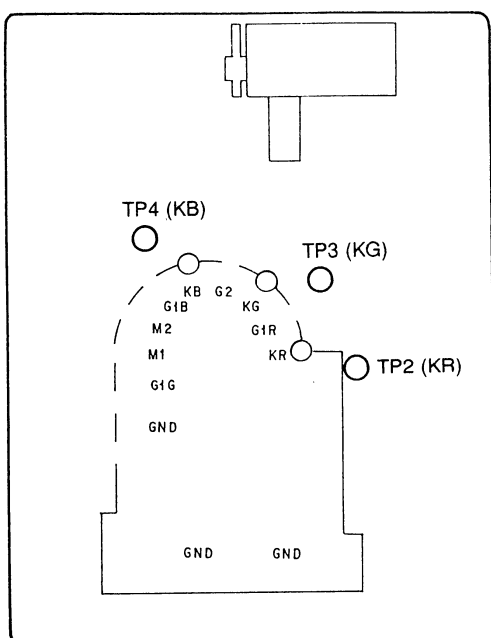 TP4 (KB)
TP3 (KG)
KB G2 KG
G1B
M2 G1R
M1 KR
TP2 (KR)
G1G
GND
GND GND